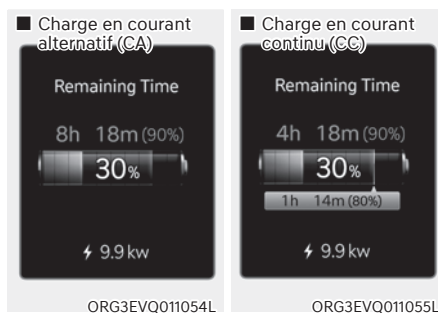 ■ Charge en courant
alternatif (CA)
Remaining Time
8h 18m (90%)
30%
9.9 kw
ORG3EVQ011054L
■ Charge en courant
continu (CC)
Remaining Time
4h 18m (90%)
30%
1h 14m (80%)
9.9 kw
ORG3EVQ011055L